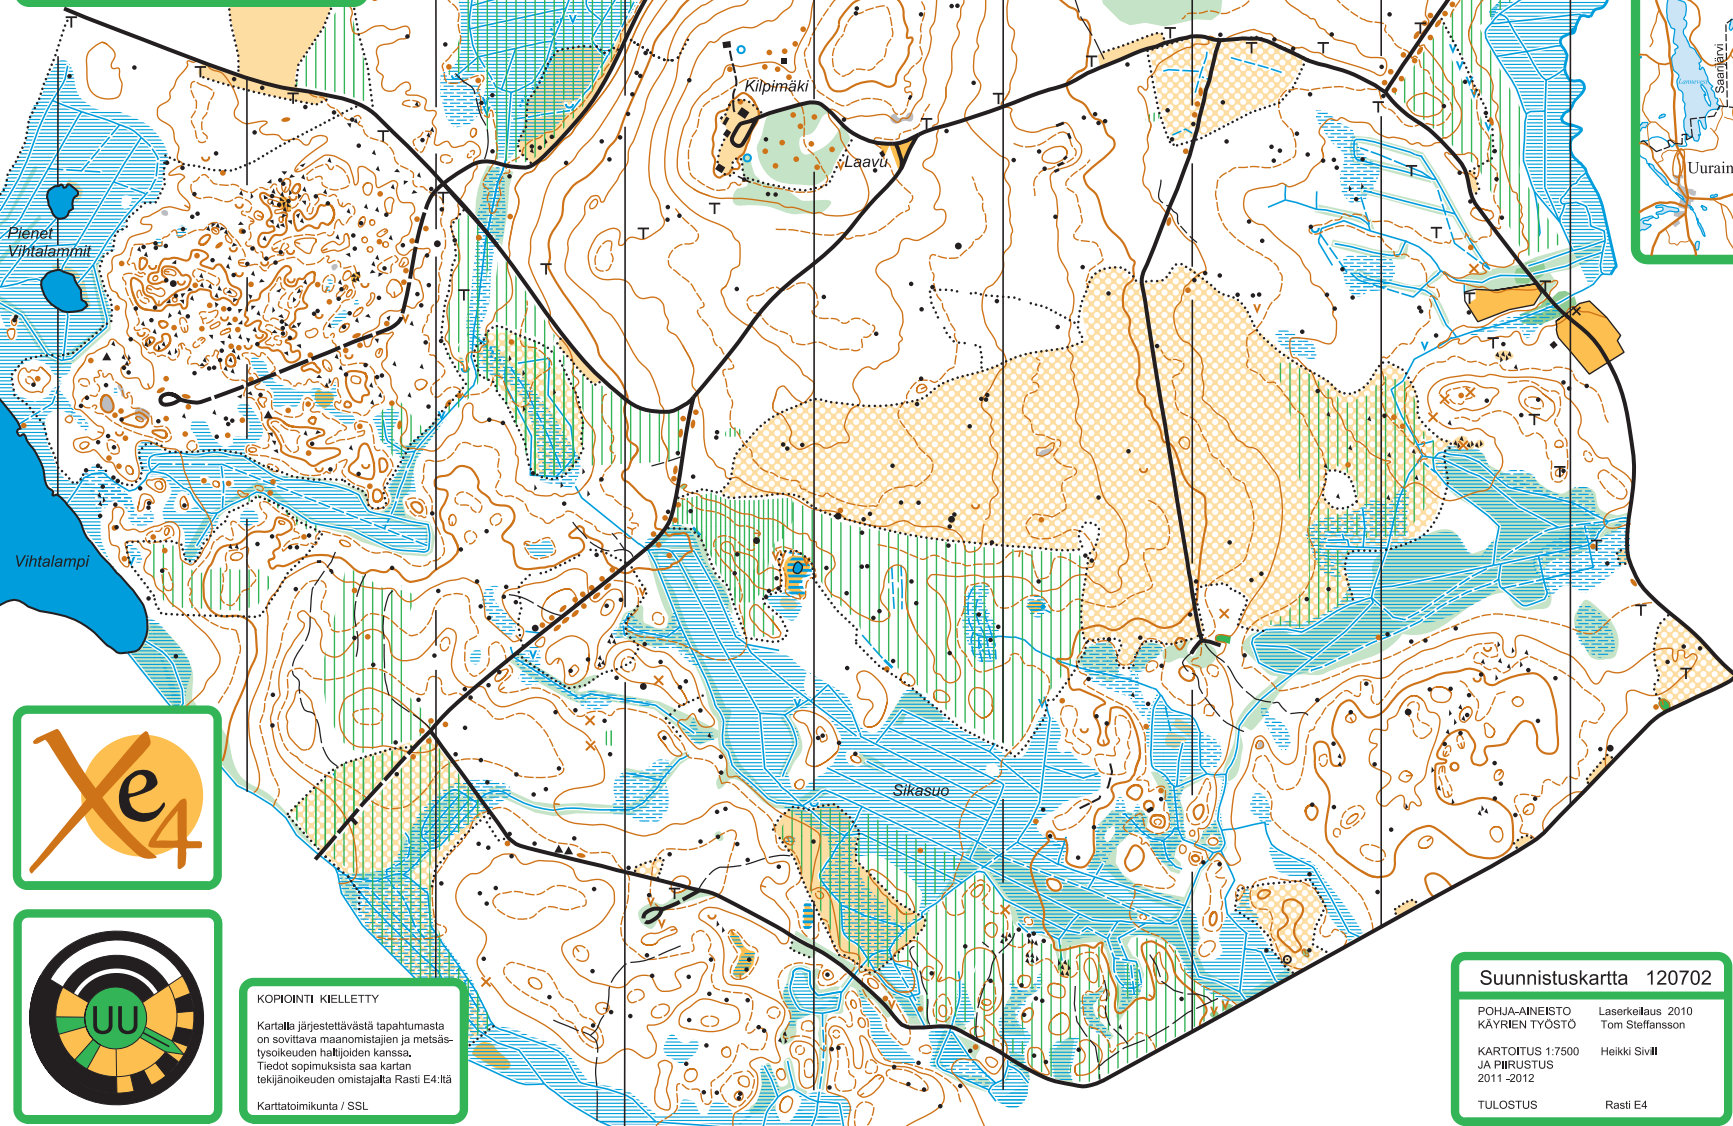 Kilpimäki
Laavu
Saarijärvi
Uurain
Pienet
Vihtalammit
Vihtalampi
Sikasuo
Xe4
UU
KOPIOINTI KIELLETTY
Kartalla järjestettävästä tapahtumasta
on sovittava maanomistajien ja metsäs-
tysoikeuden haltijoiden kanssa.
Tiedot sopimuksista saa kartan
tekijänoikeuden omistajalta Rasti E4:ltä
Karttatoimikunta / SSL
Suunnistuskartta 120702
POHJA-AINEISTO Laserkeilaus 2010
KÄYRIEN TYÖSTÖ Tom Steffansson
KARTOITUS 1:7500 Heikki Sivill
JA PIIRUSTUS
2011 -2012
TULOSTUS Rasti E4